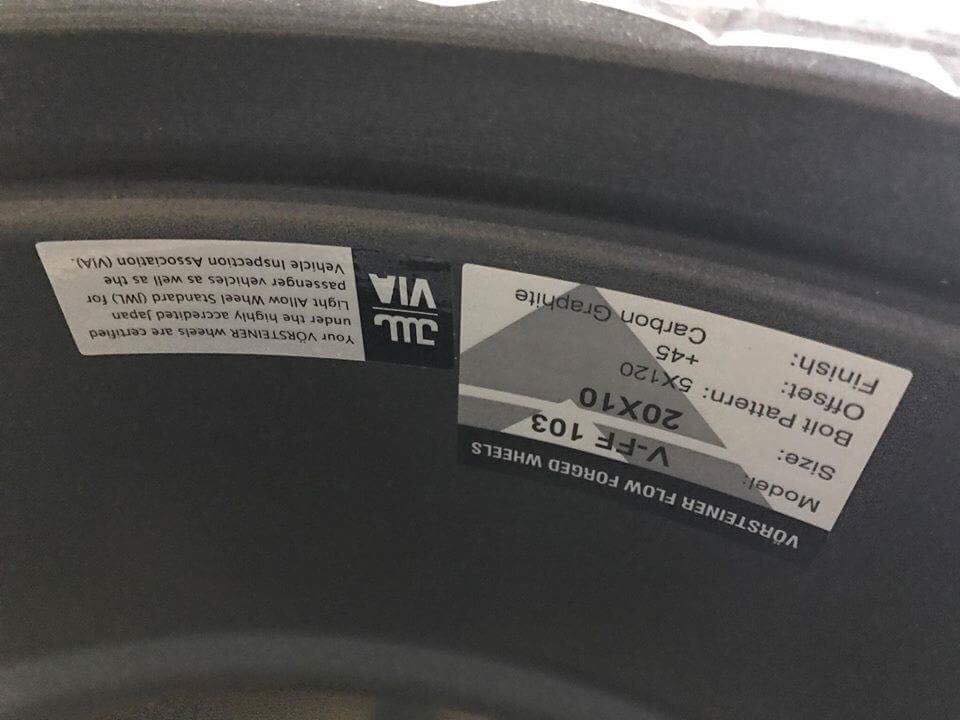 VÖRSTEINER FLOW FORGED WHEELS
Model: V-FF 103
Size: 20X10
Bolt Pattern: 5X120
Offset: +45
Finish: Carbon Graphite
JWL
VIA
Your VÖRSTEINER wheels are certified
under the highly accredited Japan
Light Allow Wheel Standard (WL) for
passenger vehicles as well as the
Vehicle Inspection Association (VIA).